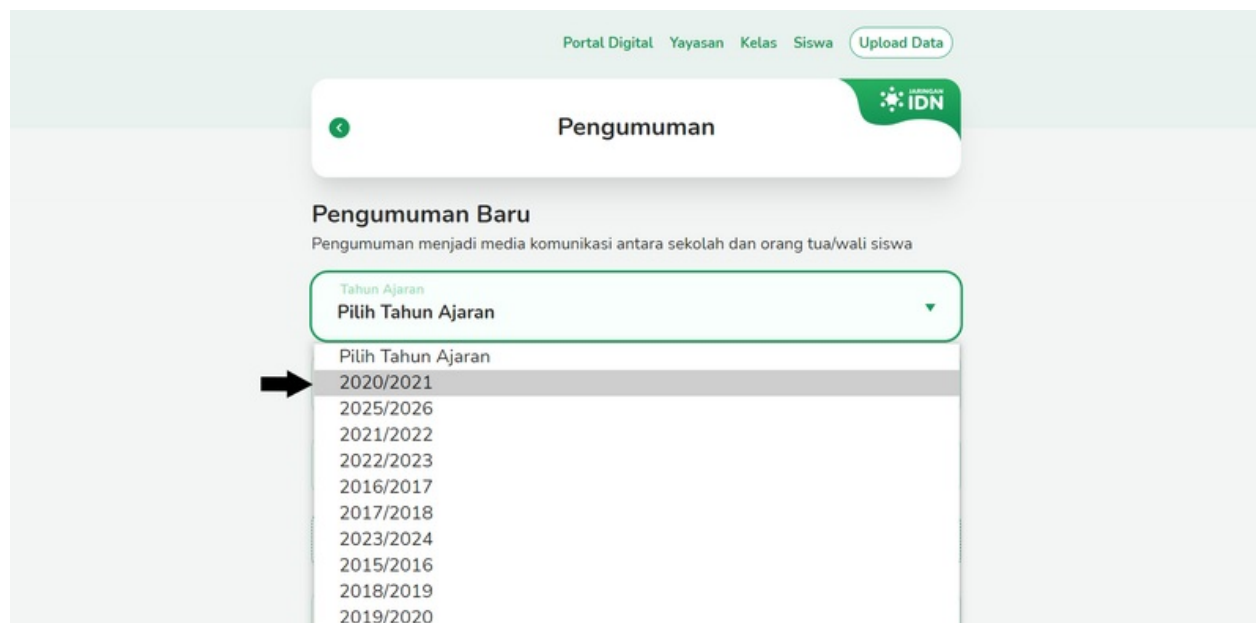 Portal Digital Yayasan Kelas Siswa Upload Data
JARINGAN
IDN
Pengumuman
Pengumuman Baru
Pengumuman menjadi media komunikasi antara sekolah dan orang tua/wali siswa
Tahun Ajaran
Pilih Tahun Ajaran
Pilih Tahun Ajaran
2020/2021
2025/2026
2021/2022
2022/2023
2016/2017
2017/2018
2023/2024
2015/2016
2018/2019
2019/2020